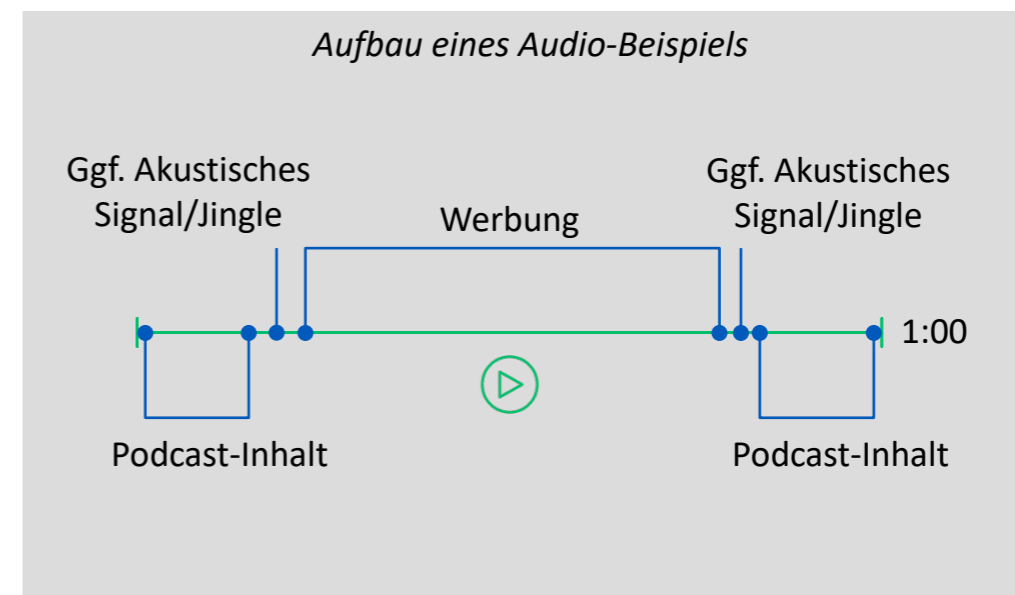 Aufbau eines Audio-Beispiels
Ggf. Akustisches
Signal/Jingle
Werbung
Ggf. Akustisches
Signal/Jingle
1:00
Podcast-Inhalt
Podcast-Inhalt